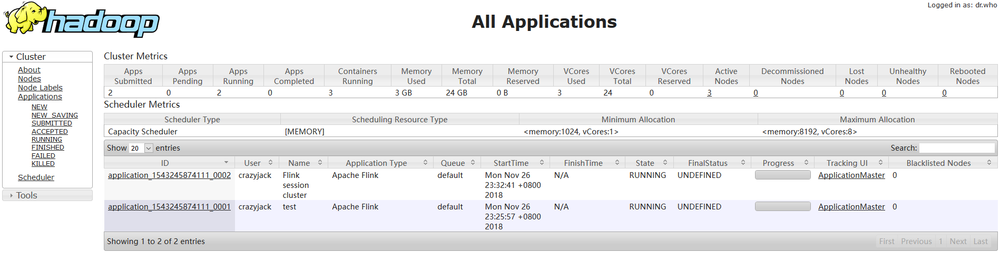 Logged in as: dr.who
hadoop
All Applications
Cluster
About
Nodes
Node Labels
Applications
NEW
NEW_SAVING
SUBMITTED
ACCEPTED
RUNNING
FINISHED
FAILED
KILLED
Scheduler
Tools
Cluster Metrics
Apps Submitted Apps Pending Apps Running Apps Completed Containers Running Memory Used Memory Total Memory Reserved VCores Used VCores Total VCores Reserved Active Nodes Decommissioned Nodes Lost Nodes Unhealthy Nodes Rebooted Nodes
2 0 2 0 3 3 GB 24 GB 0 B 3 24 0 3 0 0 0 0
Scheduler Metrics
Scheduler Type Scheduling Resource Type Minimum Allocation Maximum Allocation
Capacity Scheduler [MEMORY] <memory:1024, vCores:1> <memory:8192, vCores:8>
Show 20 entries Search:
ID User Name Application Type Queue StartTime FinishTime State FinalStatus Progress Tracking UI Blacklisted Nodes
application_1543245874111_0002 crazyjack Flink session cluster Apache Flink default Mon Nov 26 23:32:41 +0800 2018 N/A RUNNING UNDEFINED ApplicationMaster 0
application_1543245874111_0001 crazyjack test Apache Flink default Mon Nov 26 23:25:57 +0800 2018 N/A RUNNING UNDEFINED ApplicationMaster 0
Showing 1 to 2 of 2 entries First Previous 1 Next Last